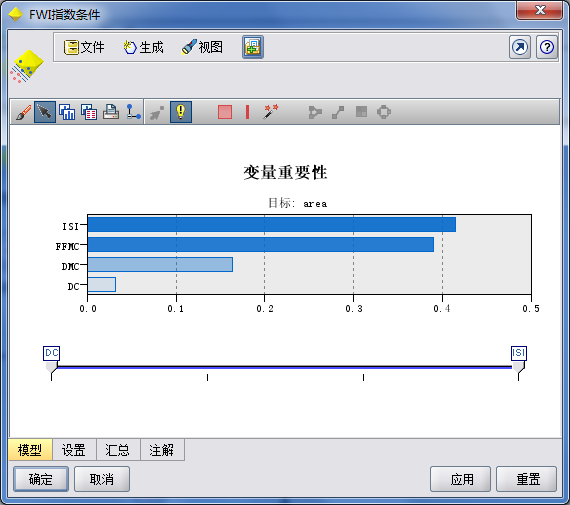 FWI指数条件
文件 生成 视图
变量重要性
目标: area
ISI
FFMC
DMC
DC
0.0 0.1 0.2 0.3 0.4 0.5
DC ISI
模型 设置 汇总 注解
确定 取消 应用 重置